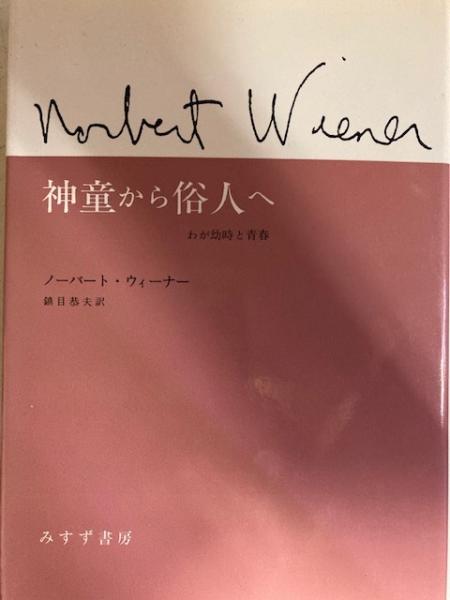 Norbert Wiener
神童から俗人へ
わが幼時と青春
ノーバート・ウィーナー
鎮目恭夫訳
みすず書房